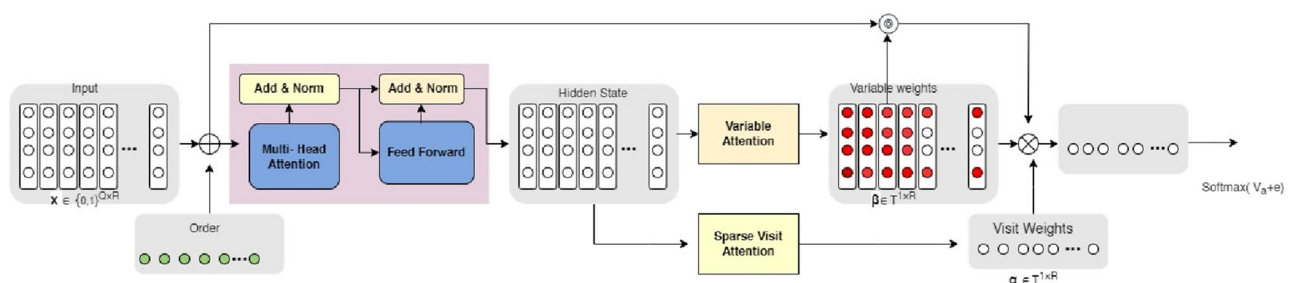 Input
X ∈ {0,1}^Q×R
Order
Add & Norm
Multi- Head
Attention
Add & Norm
Feed Forward
Hidden State
Variable
Attention
Sparse Visit
Attention
Variable weights
β∈T^1×R
Visit Weights
α ∈T^1×R
Softmax( V_a+e)